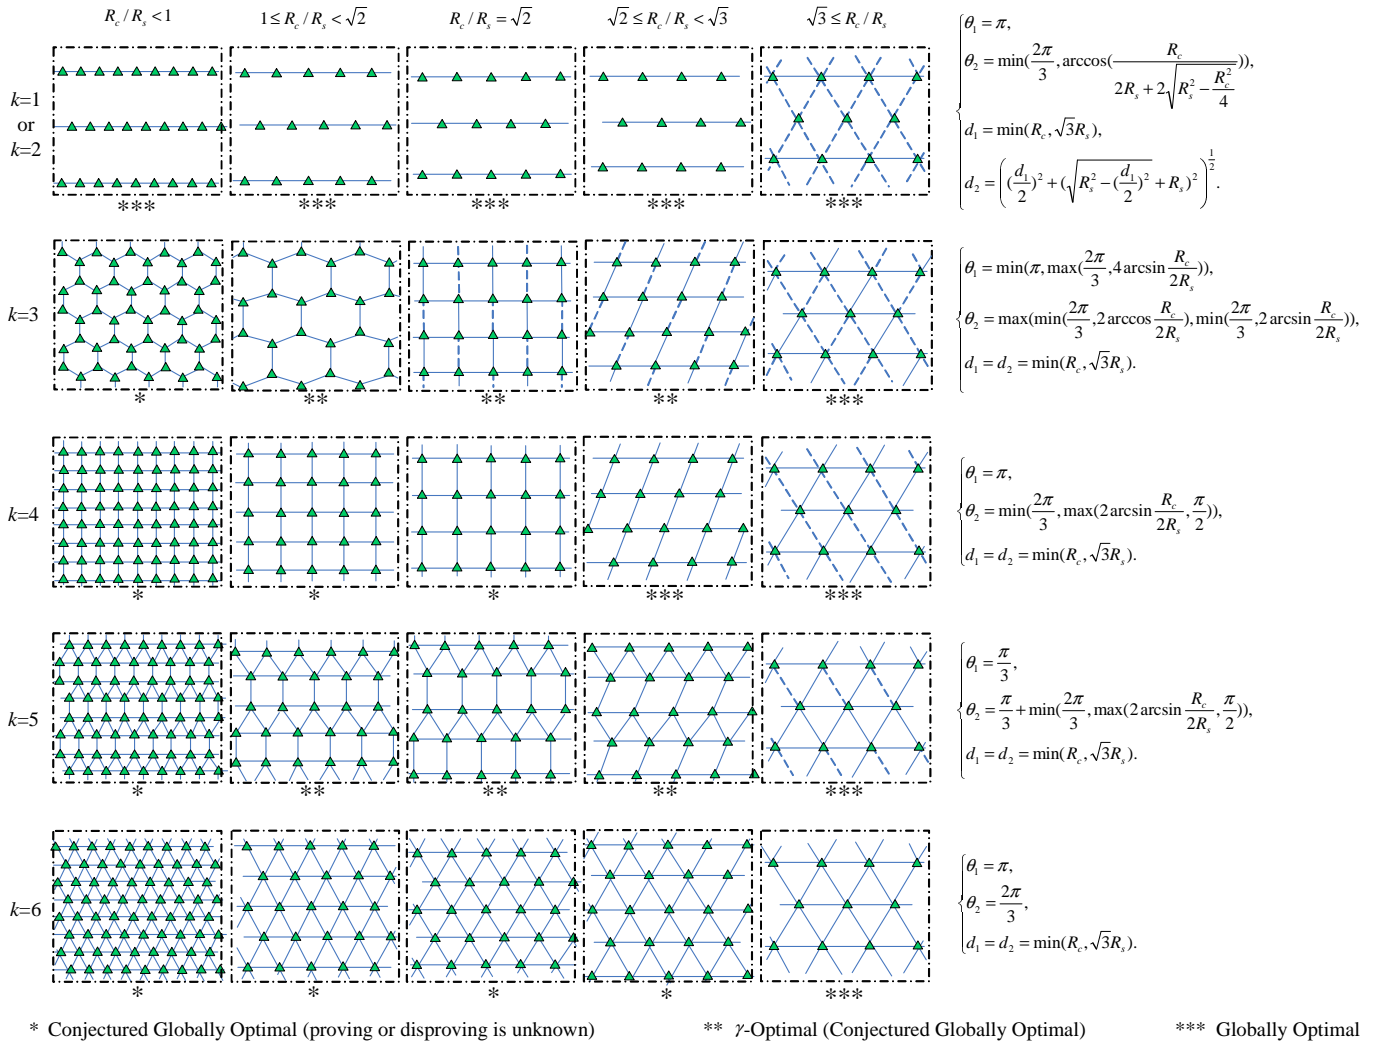 R_c / R_s < 1    1 ≤ R_c / R_s < √2    R_c / R_s = √2    √2 ≤ R_c / R_s < √3    √3 ≤ R_c / R_s
k=1
or
k=2
θ_1 = π,
θ_2 = min(2π/3, arccos(R_c / (2R_s + 2√(R_s^2 − R_c^2/4)))),
d_1 = min(R_c, √3R_s),
d_2 = ((d_1/2)^2 + (√(R_s^2 − (d_1/2)^2) + R_s)^2)^(1/2).
*** *** *** *** ***
k=3
θ_1 = min(π, max(2π/3, 4 arcsin R_c/2R_s)),
θ_2 = max(min(2π/3, 2 arccos R_c/2R_s), min(2π/3, 2 arcsin R_c/2R_s)),
d_1 = d_2 = min(R_c, √3R_s).
* ** ** ** ***
k=4
θ_1 = π,
θ_2 = min(2π/3, max(2 arcsin R_c/2R_s, π/2)),
d_1 = d_2 = min(R_c, √3R_s).
* * * *** ***
k=5
θ_1 = π/3,
θ_2 = π/3 + min(2π/3, max(2 arcsin R_c/2R_s, π/2)),
d_1 = d_2 = min(R_c, √3R_s).
* ** ** ** ***
k=6
θ_1 = π,
θ_2 = 2π/3,
d_1 = d_2 = min(R_c, √3R_s).
* * * * ***
* Conjectured Globally Optimal (proving or disproving is unknown)    ** γ-Optimal (Conjectured Globally Optimal)    *** Globally Optimal